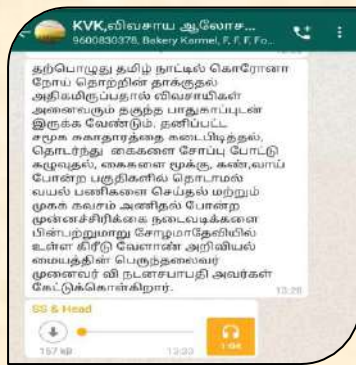 KVK,விவசாய ஆலோச...
9600830378, Bakery Karmel, F, F, F, Fo...
தற்பொழுது தமிழ் நாட்டில் கொரோனா
நோய் தொற்றின் தாக்குதல்
அதிகமிருப்பதால் விவசாயிகள்
அனைவரும் தகுந்த பாதுகாப்புடன்
இருக்க வேண்டும். தனிப்பட்ட
சமூக சுகாதாரத்தை கடைபிடித்தல்,
தொடர்ந்து கைகளை சோப்பு போட்டு
கழுவுதல், கைகளை மூக்கு, கண்,வாய்
போன்ற பகுதிகளில் தொடாமல்
வயல் பணிகளை செய்தல் மற்றும்
முகக் கவசம் அணிதல் போன்ற
முன்னச்சிரிக்கை நடைவடிக்களை
பின்பற்றுமாறு சோழமாதேவியில்
உள்ள கிரீடு வேளாண் அறிவியல்
மையத்தின் பெருந்தலைவர்
முனைவர் வி நடனசபாபதி அவர்கள்
கேட்டுக்கொள்கிறார்.
13:28
SS & Head
157 kB
13:33
1:04